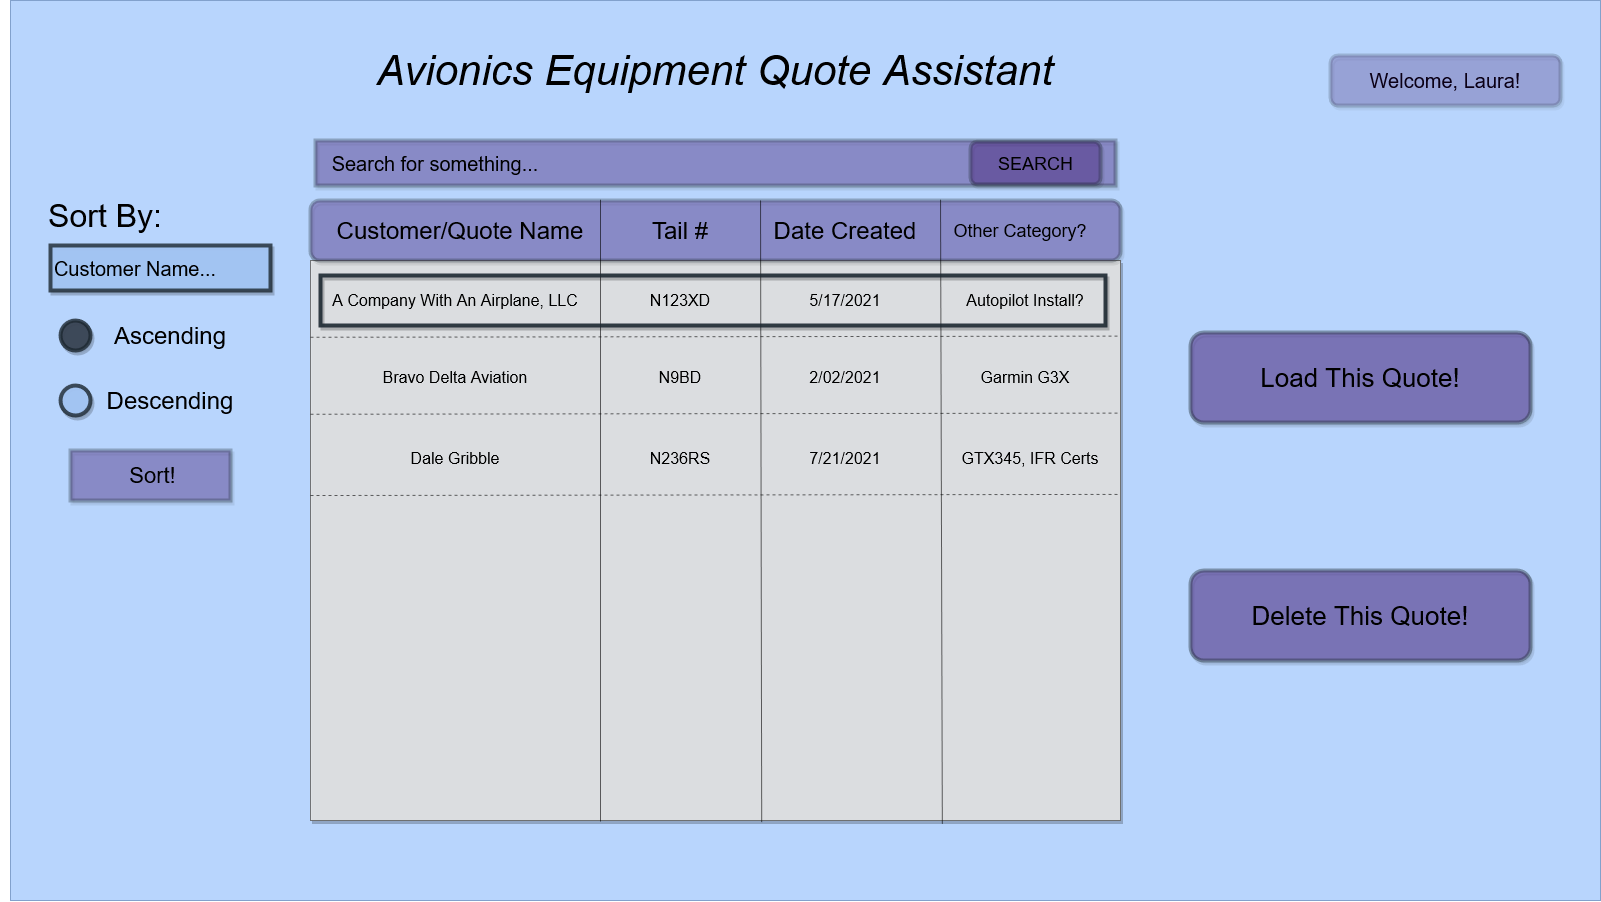 Avionics Equipment Quote Assistant
Welcome, Laura!
Search for something...
SEARCH
Sort By:
Customer Name...
Ascending
Descending
Sort!
Customer/Quote Name Tail # Date Created Other Category?
A Company With An Airplane, LLC N123XD 5/17/2021 Autopilot Install?
Bravo Delta Aviation N9BD 2/02/2021 Garmin G3X
Dale Gribble N236RS 7/21/2021 GTX345, IFR Certs
Load This Quote!
Delete This Quote!